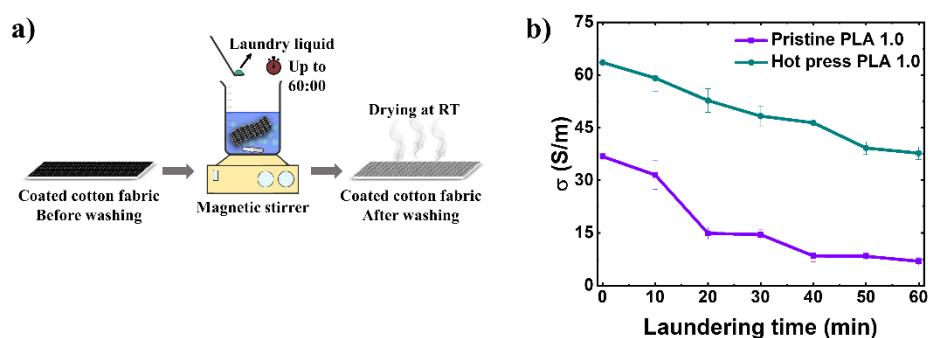 a)
Laundry liquid
Up to
60:00
Drying at RT
Coated cotton fabric
Before washing
Magnetic stirrer
Coated cotton fabric
After washing
b)
Pristine PLA 1.0
Hot press PLA 1.0
σ (S/m)
75
60
45
30
15
0
0 10 20 30 40 50 60
Laundering time (min)